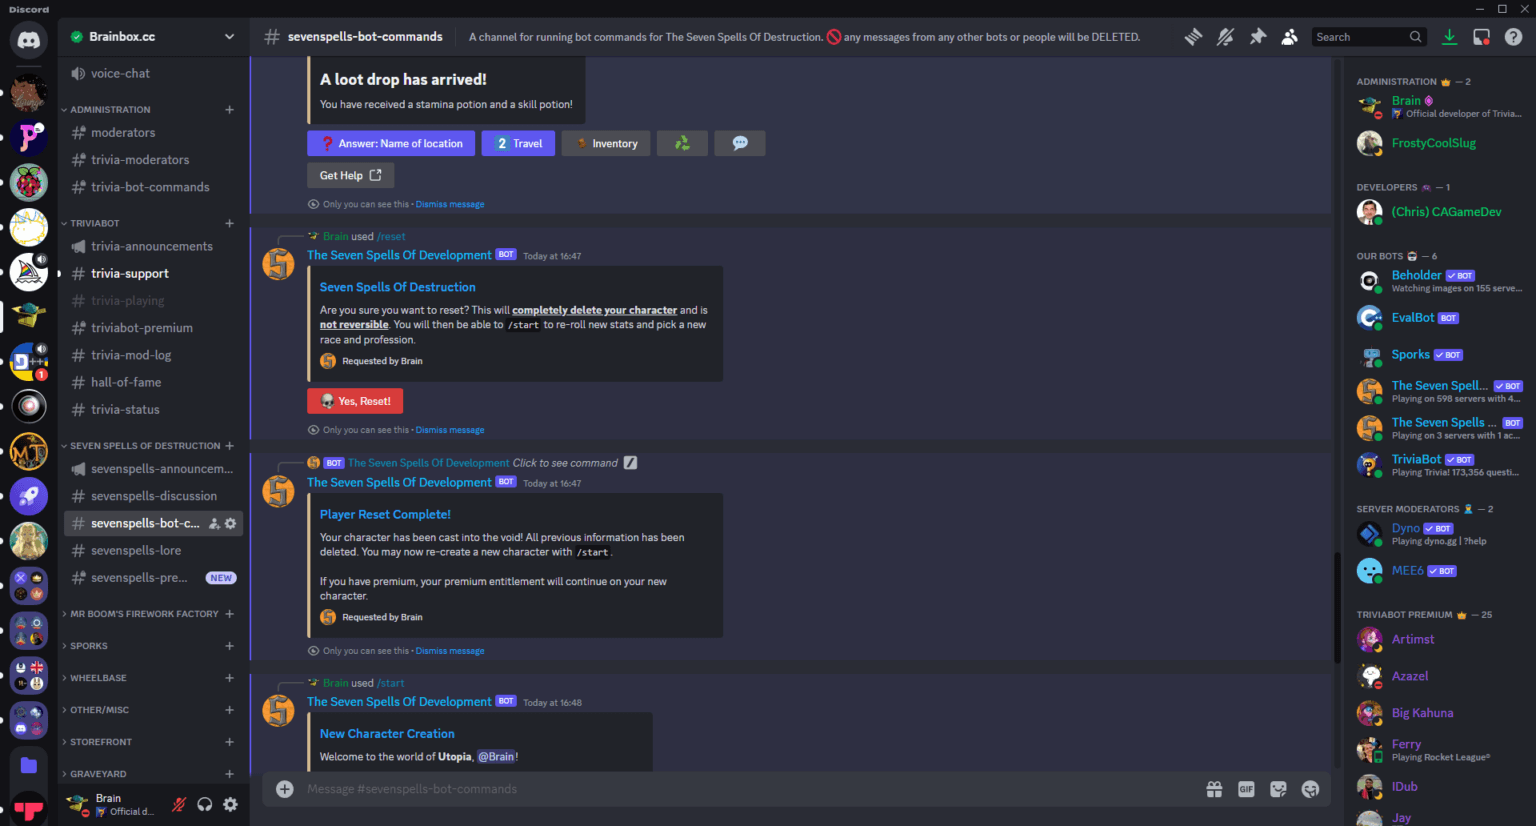 Discord
Brainbox.cc
voice-chat
ADMINISTRATION
moderators
trivia-moderators
trivia-bot-commands
TRIVIABOT
trivia-announcements
trivia-support
trivia-playing
triviabot-premium
trivia-mod-log
hall-of-fame
trivia-status
SEVEN SPELLS OF DESTRUCTION
sevenspells-announcem...
sevenspells-discussion
sevenspells-bot-c...
sevenspells-lore
sevenspells-pre... NEW
MR BOOM'S FIREWORK FACTORY
SPORKS
WHEELBASE
OTHER/MISC
STOREFRONT
GRAVEYARD
Brain
Official d...
sevenspells-bot-commands
A channel for running bot commands for The Seven Spells Of Destruction. 🚫 any messages from any other bots or people will be DELETED.
Search
A loot drop has arrived!
You have received a stamina potion and a skill potion!
❓ Answer: Name of location
2 Travel
Inventory
Get Help
Only you can see this • Dismiss message
Brain used /reset
The Seven Spells Of Development BOT Today at 16:47
Seven Spells Of Destruction
Are you sure you want to reset? This will completely delete your character and is
not reversible. You will then be able to /start to re-roll new stats and pick a new
race and profession.
Requested by Brain
Yes, Reset!
Only you can see this • Dismiss message
BOT The Seven Spells Of Development Click to see command
The Seven Spells Of Development BOT Today at 16:47
Player Reset Complete!
Your character has been cast into the void! All previous information has been
deleted. You may now re-create a new character with /start.
If you have premium, your premium entitlement will continue on your new
character.
Requested by Brain
Only you can see this • Dismiss message
Brain used /start
The Seven Spells Of Development BOT Today at 16:48
New Character Creation
Welcome to the world of Utopia, @Brain!
Message #sevenspells-bot-commands
GIF
ADMINISTRATION — 2
Brain
Official developer of Trivia...
FrostyCoolSlug
DEVELOPERS — 1
(Chris) CAGameDev
OUR BOTS — 6
Beholder BOT
Watching images on 155 serve...
EvalBot BOT
Sporks BOT
The Seven Spell... BOT
Playing on 598 servers with 4...
The Seven Spells ... BOT
Playing on 3 servers with 1 ac...
TriviaBot BOT
Playing Trivia! 173,356 questi...
SERVER MODERATORS — 2
Dyno BOT
Playing dyno.gg | ?help
MEE6 BOT
TRIVIABOT PREMIUM — 25
Artimst
Azazel
Big Kahuna
Ferry
Playing Rocket League®
IDub
Jay